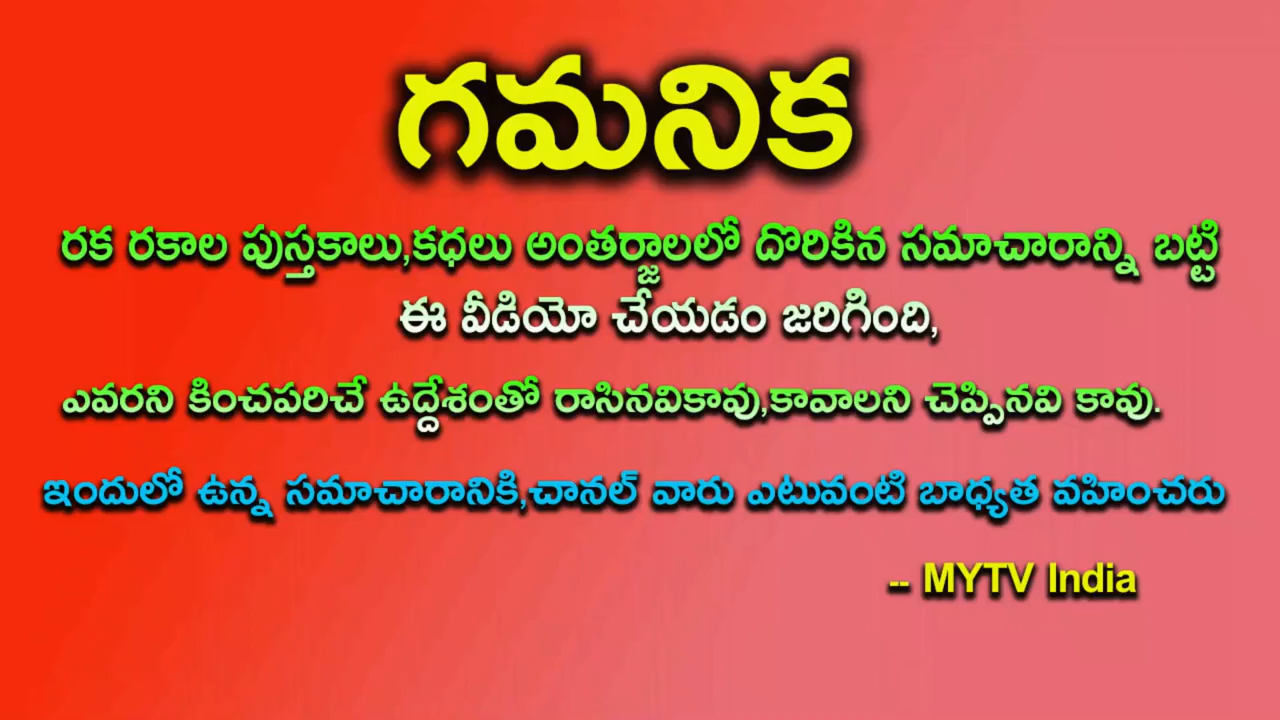 గమనిక
రక రకాల పుస్తకాలు,కధలు అంతర్జాలలో దొరికిన సమాచారాన్ని బట్టి
ఈ వీడియో చేయడం జరిగింది,
ఎవరని కించపరిచే ఉద్దేశంతో రాసినవికావు,కావాలని చెప్పినవి కావు.
ఇందులో ఉన్న సమాచారానికి,చానల్ వారు ఎటువంటి బాధ్యత వహించరు
-- MYTV India